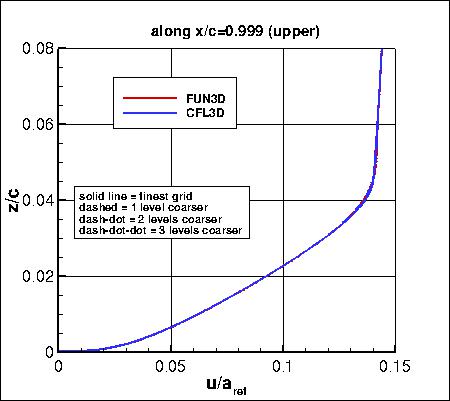 along x/c=0.999 (upper)
0.08
FUN3D
CFL3D
0.06
z/c
solid line = finest grid
dashed = 1 level coarser
dash-dot = 2 levels coarser
dash-dot-dot = 3 levels coarser
0.04
0.02
0
0 0.05 0.1 0.15
u/a_ref